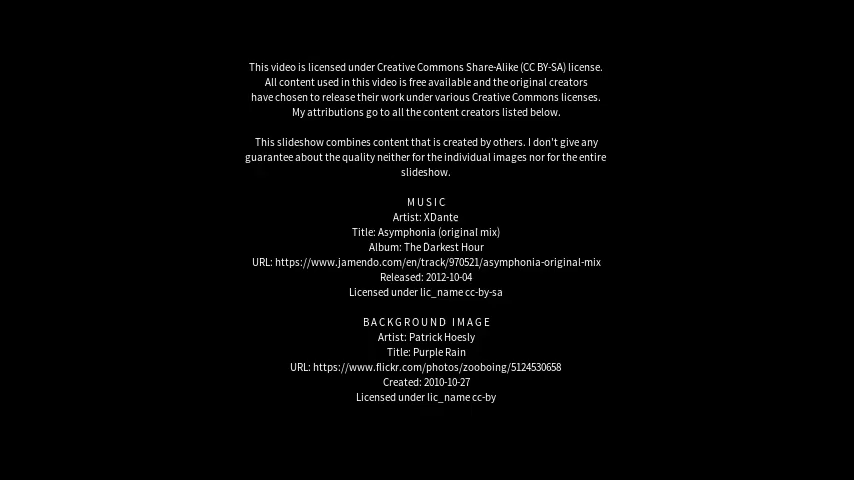 This video is licensed under Creative Commons Share-Alike (CC BY-SA) license.
All content used in this video is free available and the original creators
have chosen to release their work under various Creative Commons licenses.
My attributions go to all the content creators listed below.
This slideshow combines content that is created by others. I don't give any
guarantee about the quality neither for the individual images nor for the entire
slideshow.
MUSIC
Artist: XDante
Title: Asymphonia (original mix)
Album: The Darkest Hour
URL: https://www.jamendo.com/en/track/970521/asymphonia-original-mix
Released: 2012-10-04
Licensed under lic_name cc-by-sa
BACKGROUND IMAGE
Artist: Patrick Hoesly
Title: Purple Rain
URL: https://www.flickr.com/photos/zooboing/5124530658
Created: 2010-10-27
Licensed under lic_name cc-by